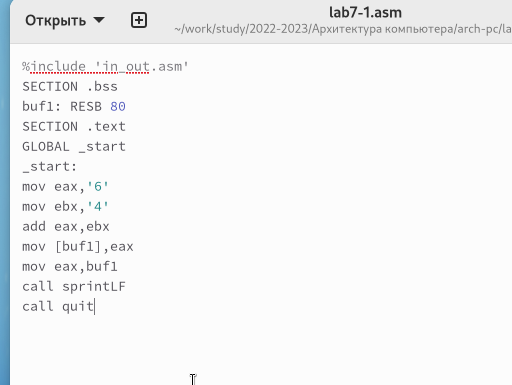 Открыть
lab7-1.asm
~/work/study/2022-2023/Архитектура компьютера/arch-pc/la
%include 'in_out.asm'
SECTION .bss
buf1: RESB 80
SECTION .text
GLOBAL _start
_start:
mov eax,'6'
mov ebx,'4'
add eax,ebx
mov [buf1],eax
mov eax,buf1
call sprintLF
call quit